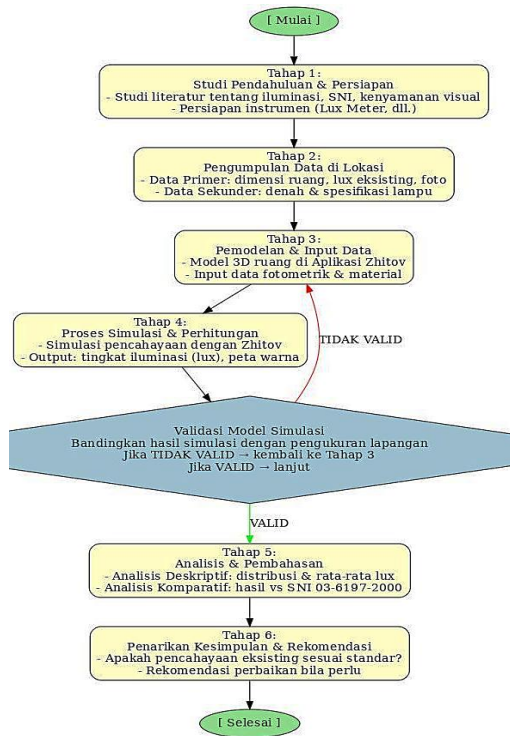 [ Mulai ]
Tahap 1:
Studi Pendahuluan & Persiapan
- Studi literatur tentang iluminasi, SNI, kenyamanan visual
- Persiapan instrumen (Lux Meter, dll.)
Tahap 2:
Pengumpulan Data di Lokasi
- Data Primer: dimensi ruang, lux eksisting, foto
- Data Sekunder: denah & spesifikasi lampu
Tahap 3:
Pemodelan & Input Data
- Model 3D ruang di Aplikasi Zhitov
- Input data fotometrik & material
Tahap 4:
Proses Simulasi & Perhitungan
- Simulasi pencahayaan dengan Zhitov
- Output: tingkat iluminasi (lux), peta warna
TIDAK VALID
Validasi Model Simulasi
Bandingkan hasil simulasi dengan pengukuran lapangan
Jika TIDAK VALID → kembali ke Tahap 3
Jika VALID → lanjut
VALID
Tahap 5:
Analisis & Pembahasan
- Analisis Deskriptif: distribusi & rata-rata lux
- Analisis Komparatif: hasil vs SNI 03-6197-2000
Tahap 6:
Penarikan Kesimpulan & Rekomendasi
- Apakah pencahayaan eksisting sesuai standar?
- Rekomendasi perbaikan bila perlu
[ Selesai ]